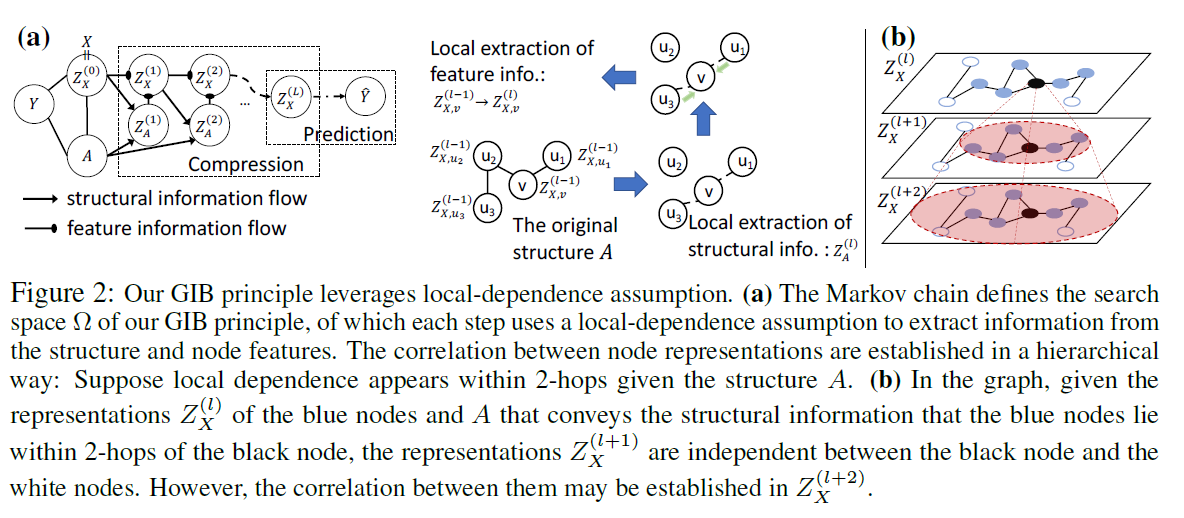 (a)
X
Z_X^{(0)}
Z_X^{(1)}
Z_X^{(2)}
Y
...
Z_X^{(L)}
Ŷ
Z_A^{(1)}
Z_A^{(2)}
Prediction
A
Compression
structural information flow
feature information flow
Local extraction of
feature info.:
Z_{X,v}^{(l-1)} → Z_{X,v}^{(l)}
u₂
u₁
v
u₃
Z_{X,u₂}^{(l-1)} u₂
u₁ Z_{X,u₁}^{(l-1)}
v Z_{X,v}^{(l-1)}
Z_{X,u₃}^{(l-1)} u₃
The original
structure A
u₂
u₁
v
u₃
Local extraction of
structural info. : Z_A^{(l)}
(b)
Z_X^{(l)}
Z_X^{(l+1)}
Z_X^{(l+2)}
Figure 2: Our GIB principle leverages local-dependence assumption. (a) The Markov chain defines the search
space Ω of our GIB principle, of which each step uses a local-dependence assumption to extract information from
the structure and node features. The correlation between node representations are established in a hierarchical
way: Suppose local dependence appears within 2-hops given the structure A. (b) In the graph, given the
representations Z_X^{(l)} of the blue nodes and A that conveys the structural information that the blue nodes lie
within 2-hops of the black node, the representations Z_X^{(l+1)} are independent between the black node and the
white nodes. However, the correlation between them may be established in Z_X^{(l+2)}.